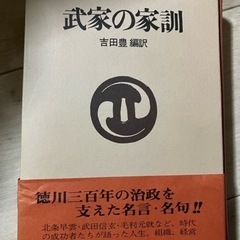 武家の家訓
吉田豊 編訳
徳川三百年の治政を
支えた名言・名句!!
北条早雲・武田信玄・毛利元就など、時代
の成功者たちが語った人生、組織、経営